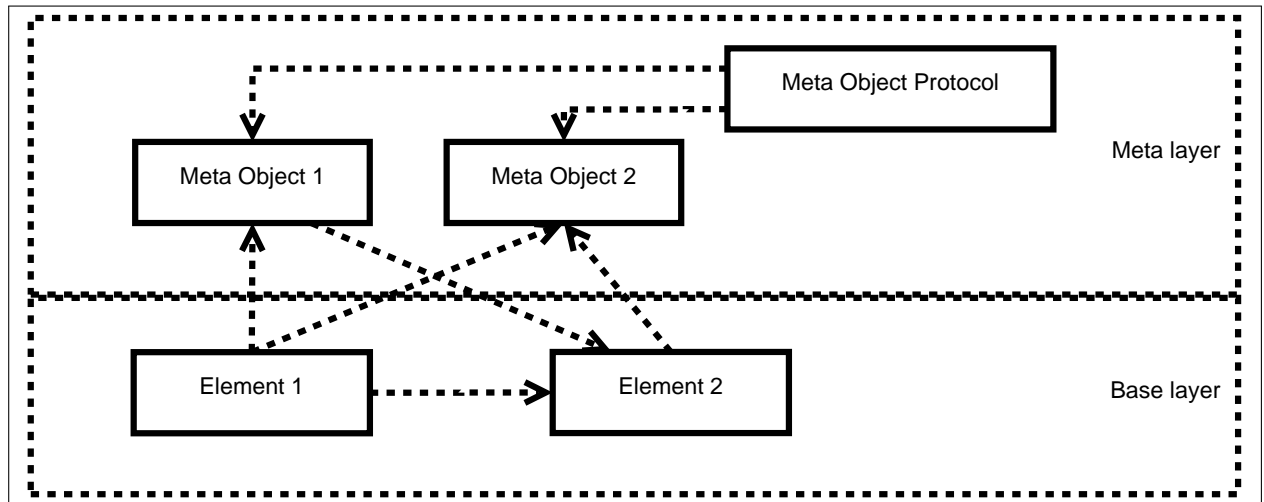 Meta Object Protocol
Meta layer
Meta Object 1
Meta Object 2
Element 1
Element 2
Base layer